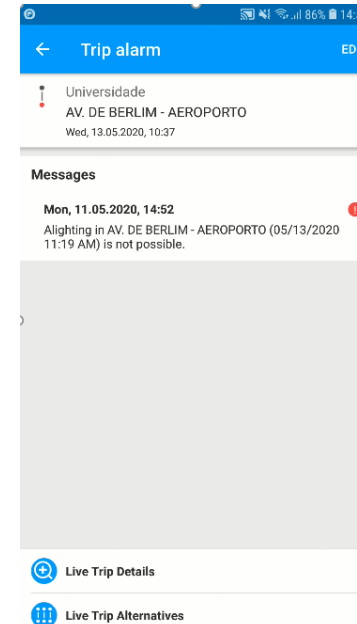 86% 14:
Trip alarm
ED
Universidade
AV. DE BERLIM - AEROPORTO
Wed, 13.05.2020, 10:37
Messages
Mon, 11.05.2020, 14:52
Alighting in AV. DE BERLIM - AEROPORTO (05/13/2020
11:19 AM) is not possible.
Live Trip Details
Live Trip Alternatives